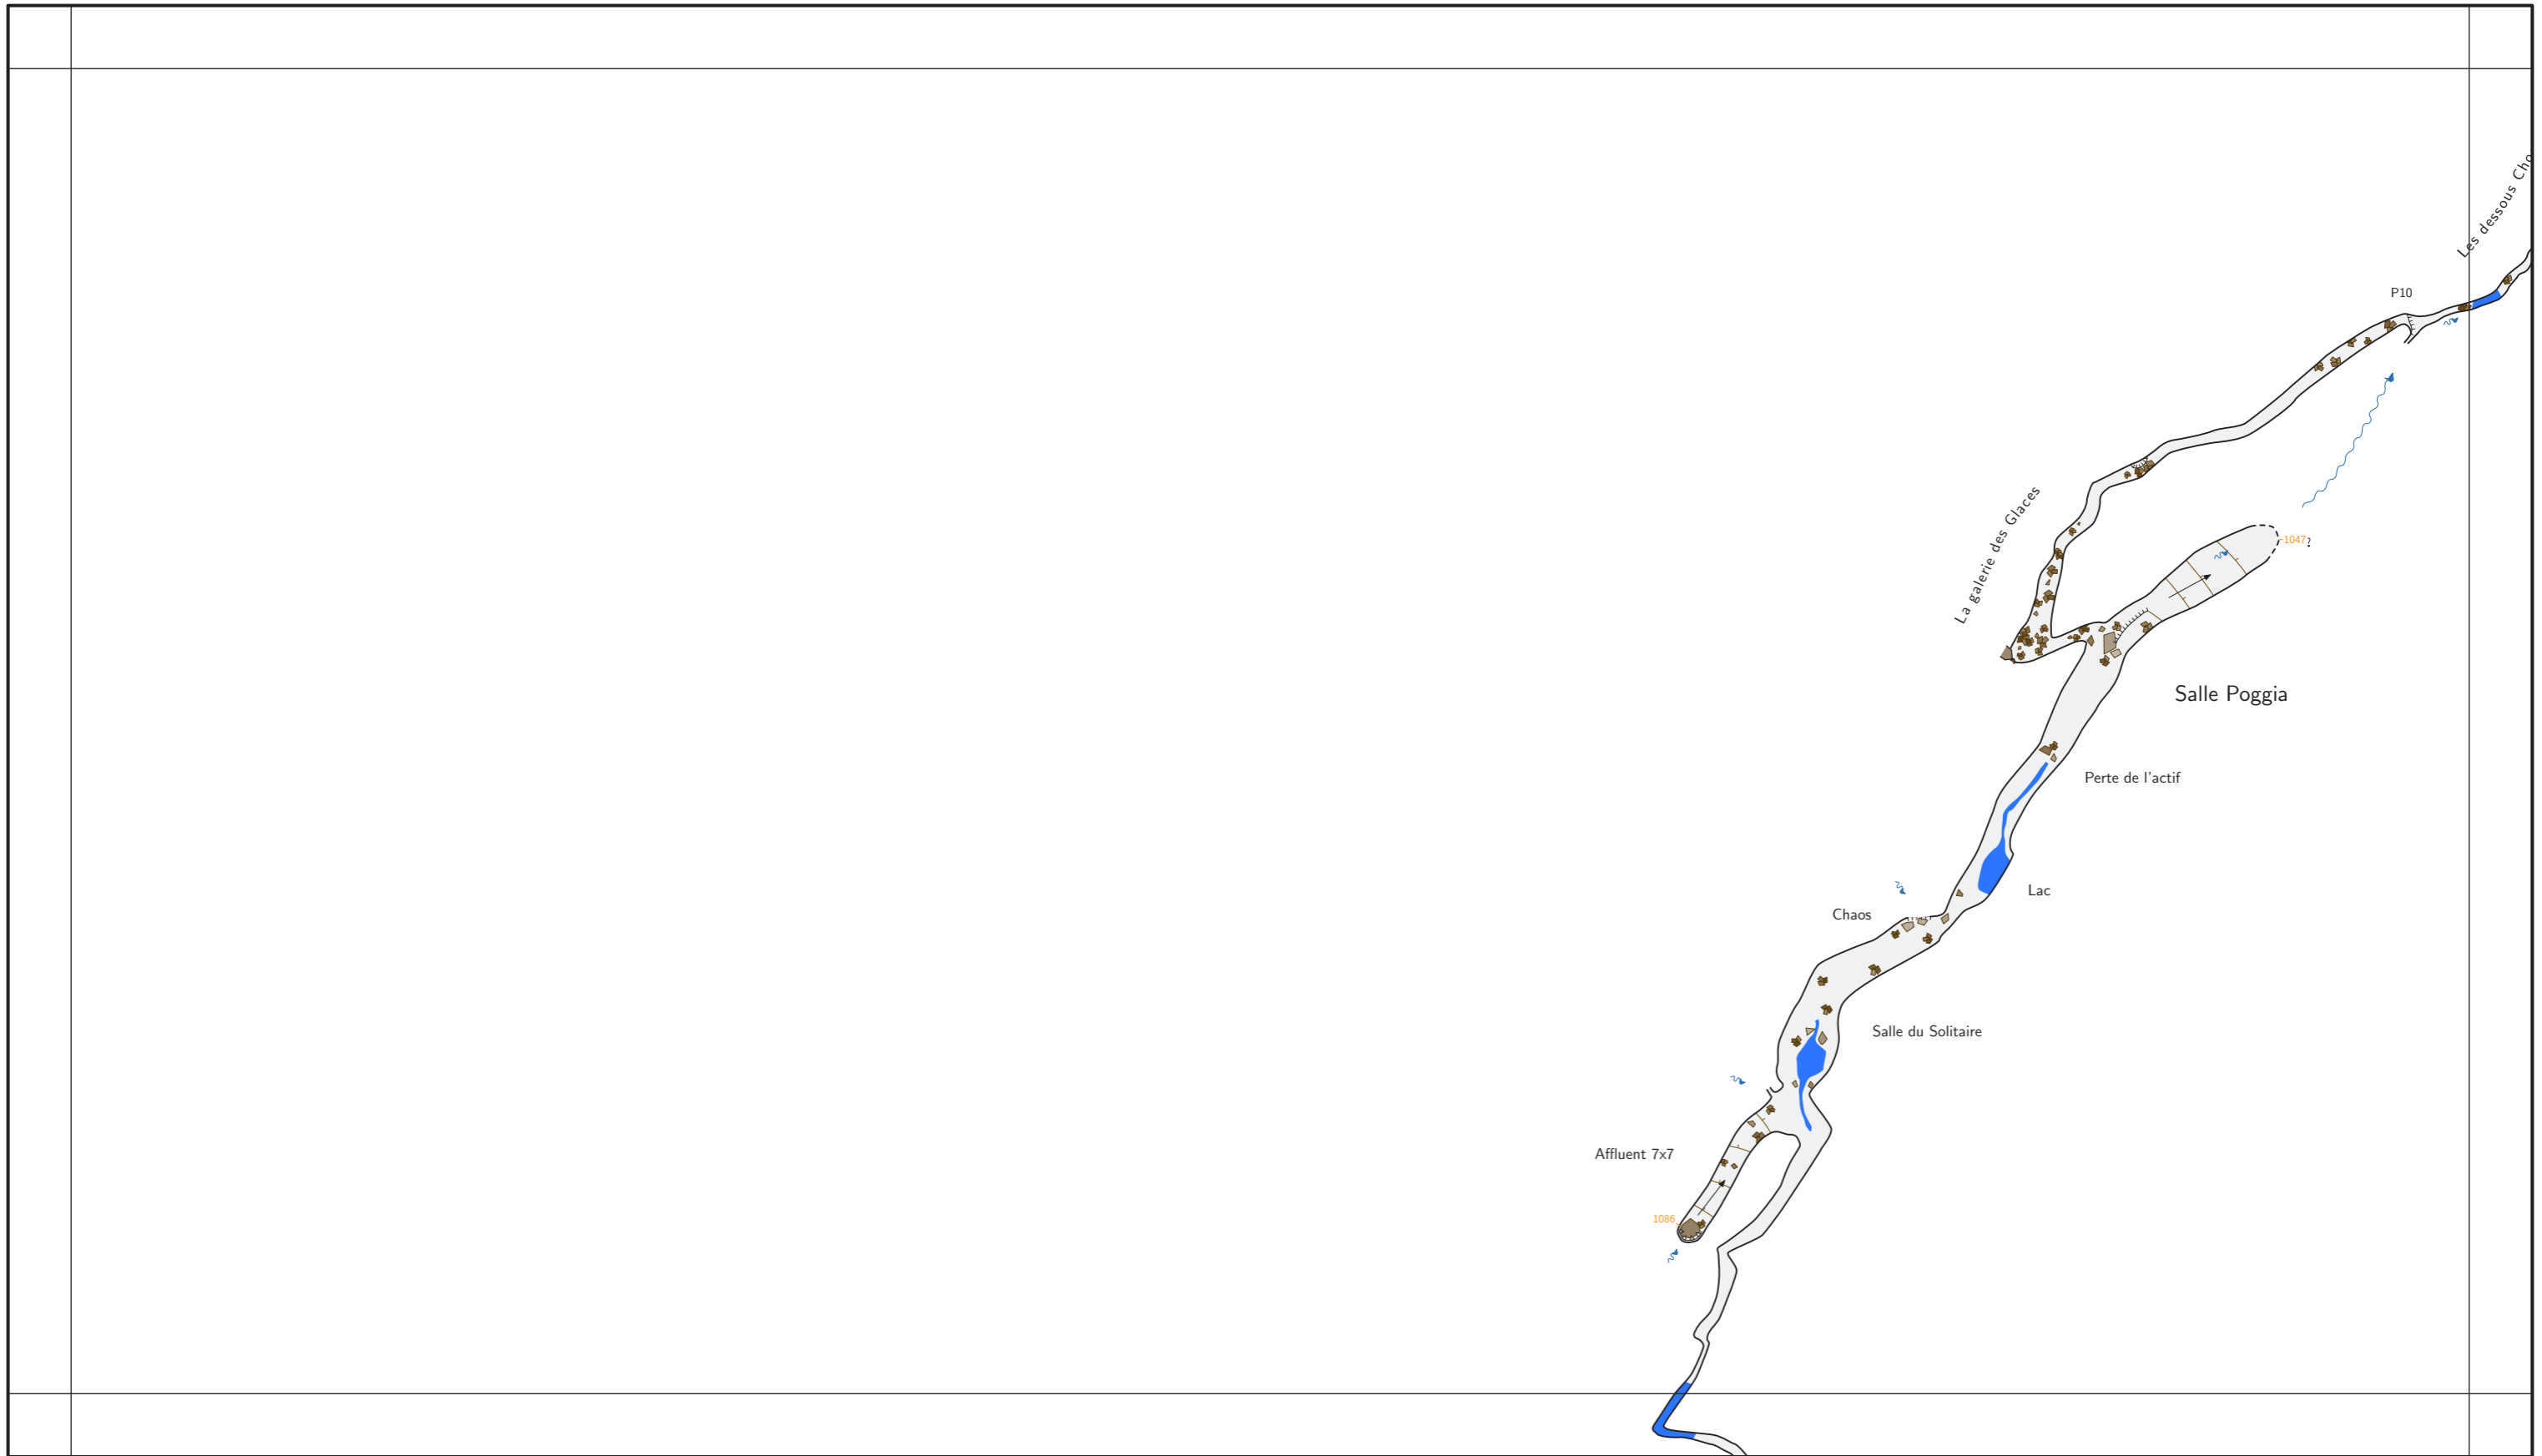 Les dessous Cho
P10
La galerie des Glaces
1047
?
Salle Poggia
Perte de l'actif
Lac
Chaos
Salle du Solitaire
Affluent 7x7
1086